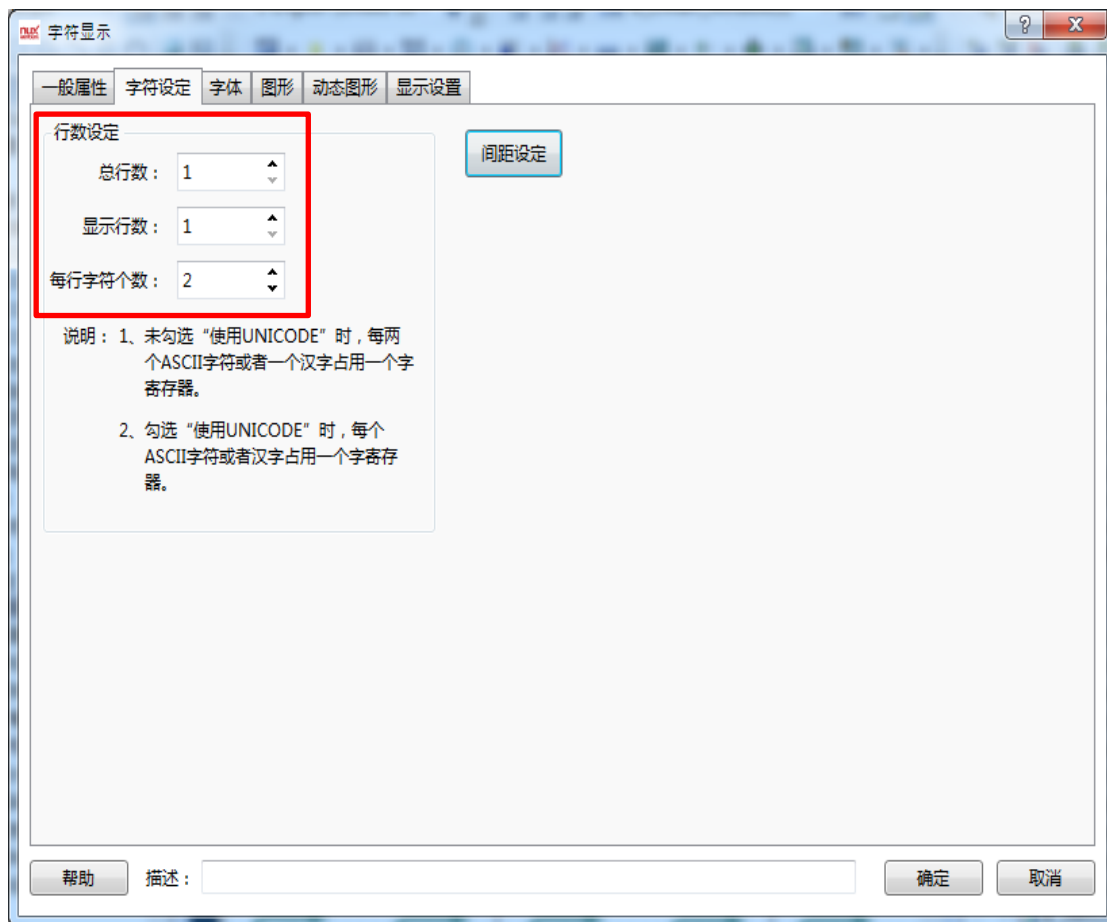 字符显示
一般属性 字符设定 字体 图形 动态图形 显示设置
行数设定
总行数： 1
显示行数： 1
每行字符个数： 2
间距设定
说明： 1、未勾选“使用UNICODE”时，每两
个ASCII字符或者一个汉字占用一个字
寄存器。
2、勾选“使用UNICODE”时，每个
ASCII字符或者汉字占用一个字寄存
器。
帮助 描述： 确定 取消